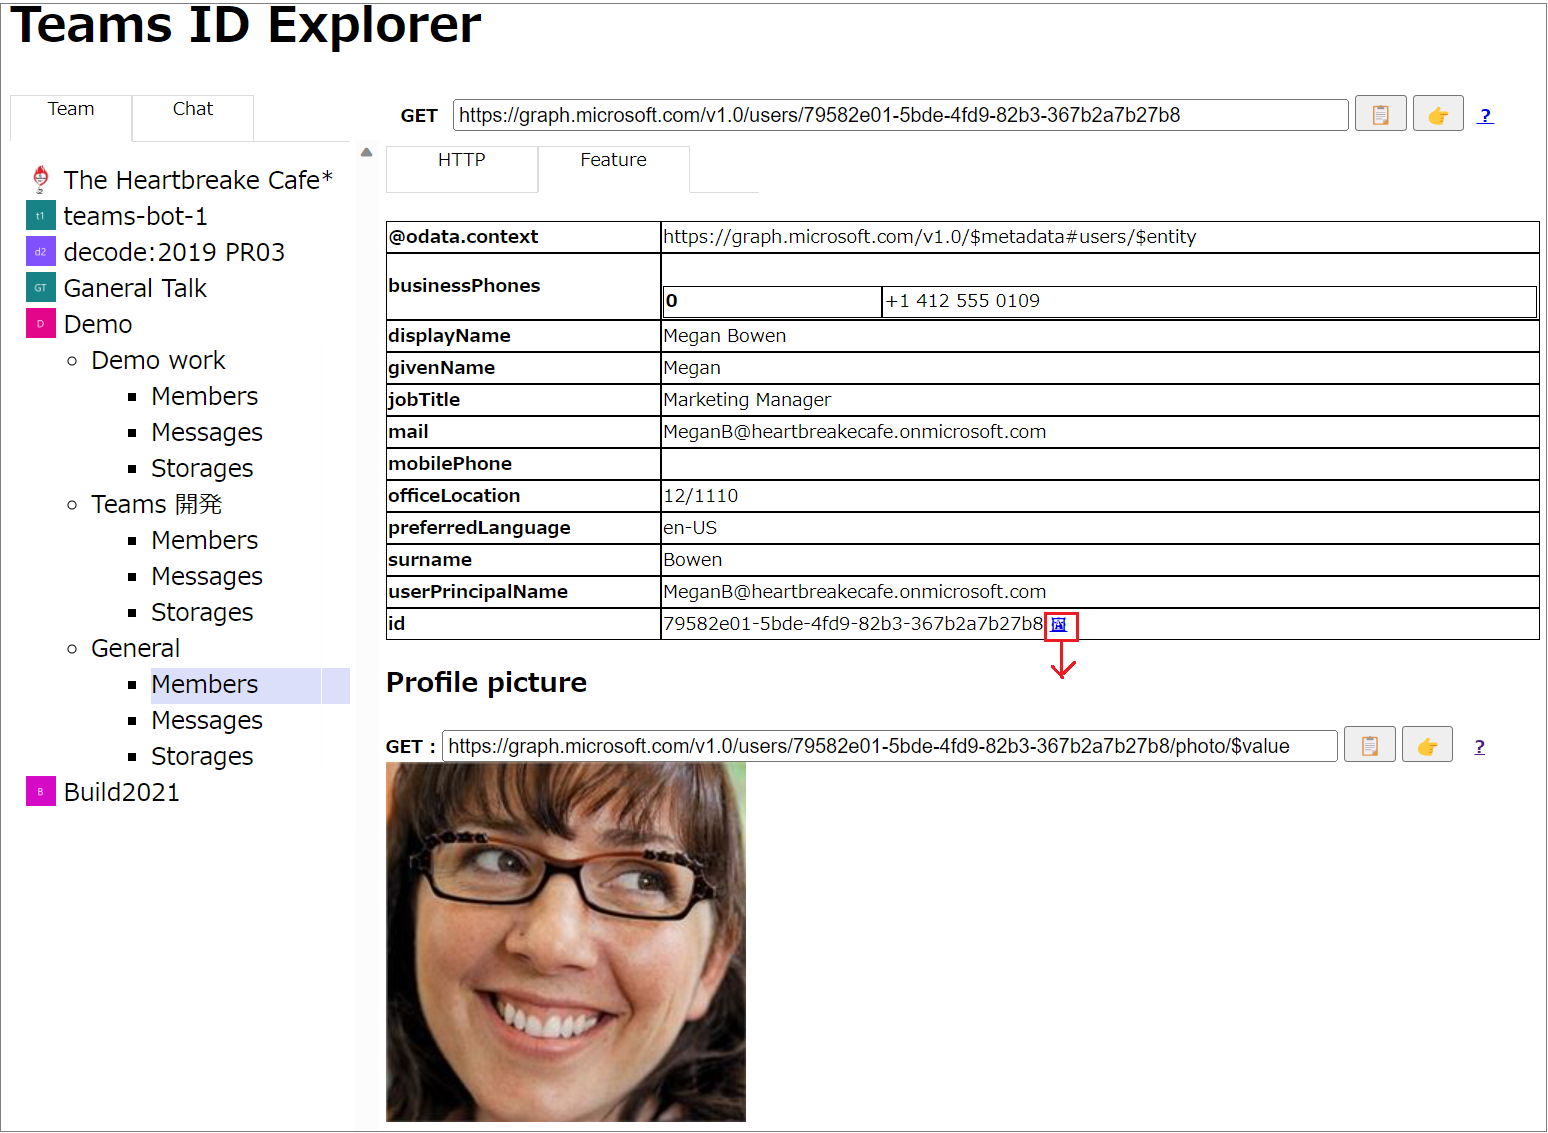 Teams ID Explorer
Team
Chat
The Heartbreake Cafe*
t1
teams-bot-1
d2
decode:2019 PR03
GT
Ganeral Talk
D
Demo
Demo work
Members
Messages
Storages
Teams 開発
Members
Messages
Storages
General
Members
Messages
Storages
B
Build2021
GET https://graph.microsoft.com/v1.0/users/79582e01-5bde-4fd9-82b3-367b2a7b27b8 ?
HTTP
Feature
@odata.context https://graph.microsoft.com/v1.0/$metadata#users/$entity
businessPhones
0 +1 412 555 0109
displayName Megan Bowen
givenName Megan
jobTitle Marketing Manager
mail MeganB@heartbreakecafe.onmicrosoft.com
mobilePhone
officeLocation 12/1110
preferredLanguage en-US
surname Bowen
userPrincipalName MeganB@heartbreakecafe.onmicrosoft.com
id 79582e01-5bde-4fd9-82b3-367b2a7b27b8
Profile picture
GET : https://graph.microsoft.com/v1.0/users/79582e01-5bde-4fd9-82b3-367b2a7b27b8/photo/$value ?